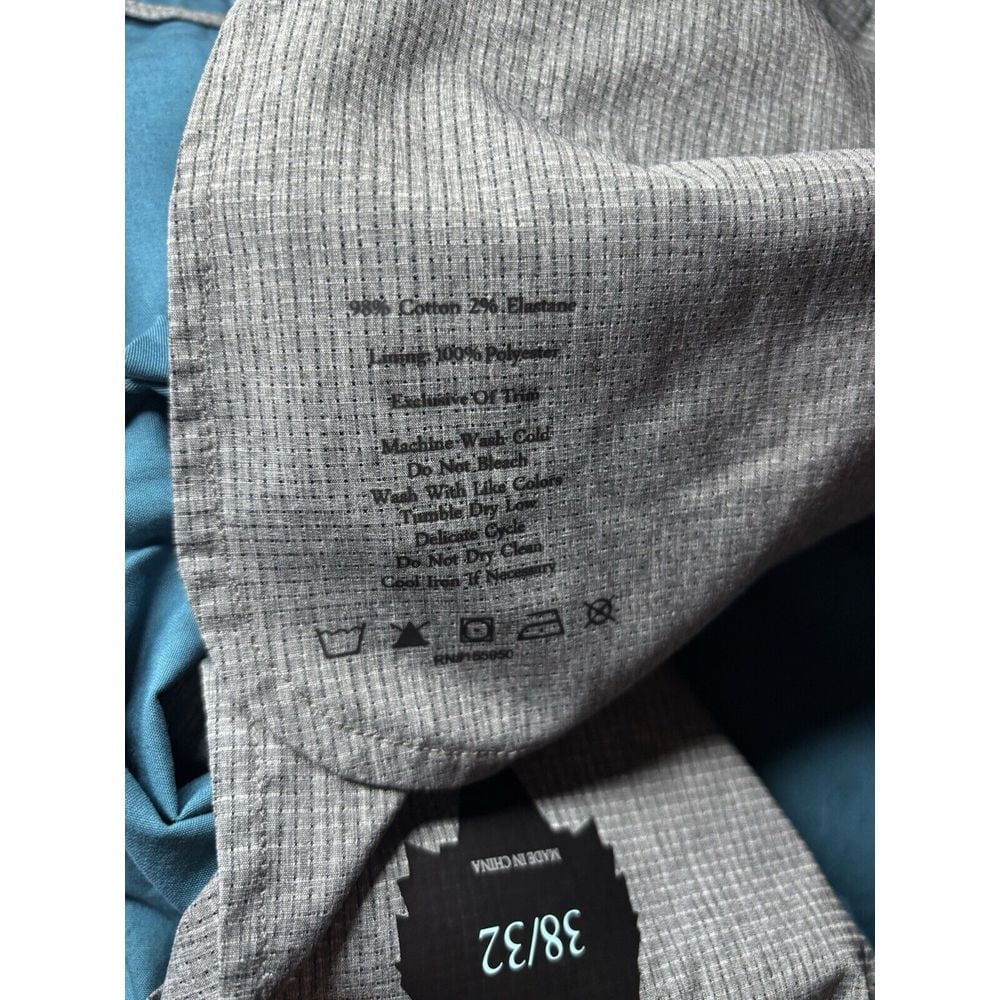 98% Cotton 2% Elastane
Lining: 100% Polyester
Exclusive Of Trim
Machine Wash Cold
Do Not Bleach
Wash With Like Colors
Tumble Dry Low
Delicate Cycle
Do Not Dry Clean
Cool Iron If Necessary
MADE IN CHINA
38/32